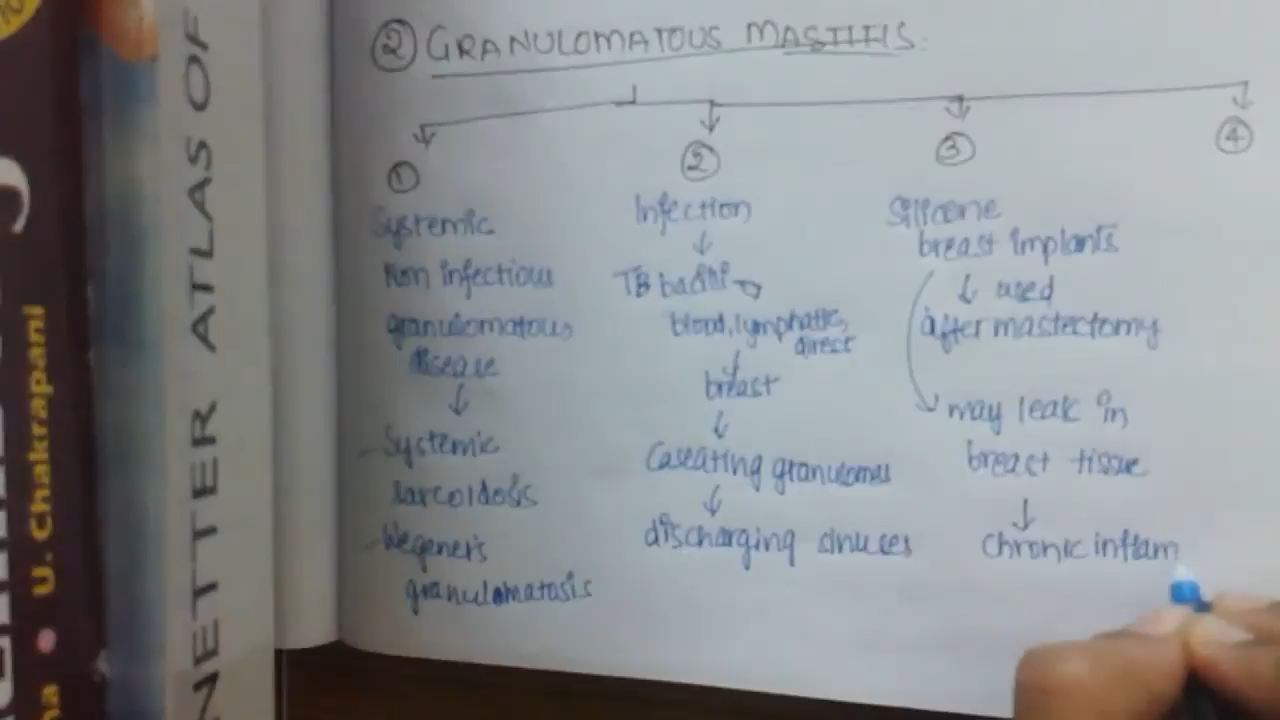 ② GRANULOMATOUS MASTITIS:
①
Systemic
Non infectious
granulomatous
disease
- Systemic
sarcoidosis
- Wegener's
granulomatosis
②
Infection
TB bacilli
blood, lymphatic,
direct
breast
Caseating granulomas
discharging sinuses
③
Silicone
breast implants
used
after mastectomy
may leak in
breast tissue
chronic inflam
④
NETTER ATLAS OF
U. Chakrapani